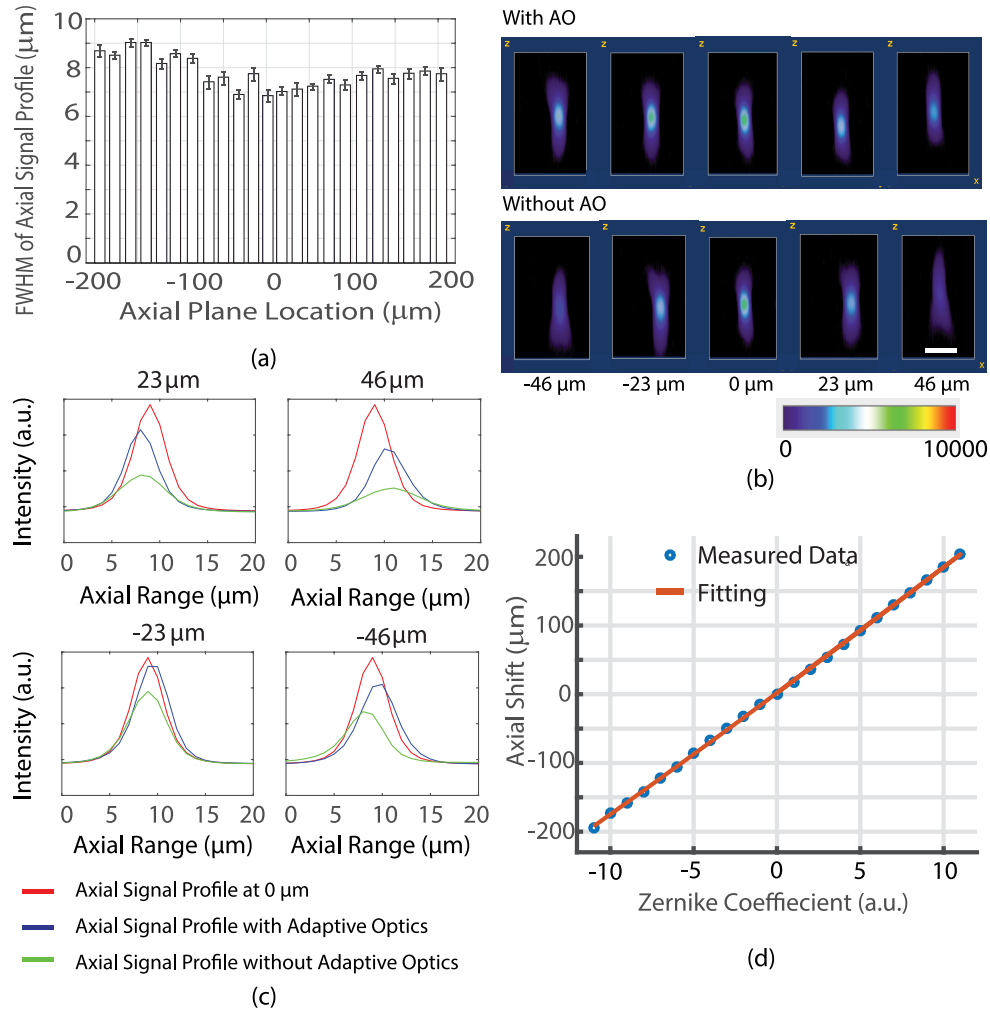 10
8
6
4
2
0
FWHM of Axial Signal Profile (μm)
-200 -100 0 100 200
Axial Plane Location (μm)
(a)
With AO
z z z z z
x
Without AO
z z z z z
x
-46 μm -23 μm 0 μm 23 μm 46 μm
0 10000
(b)
23 μm 46 μm
Intensity (a.u.)
0 5 10 15 20 0 5 10 15 20
Axial Range (μm) Axial Range (μm)
-23 μm -46 μm
Intensity (a.u.)
0 5 10 15 20 0 5 10 15 20
Axial Range (μm) Axial Range (μm)
Axial Signal Profile at 0 μm
Axial Signal Profile with Adaptive Optics
Axial Signal Profile without Adaptive Optics
(c)
Measured Data
Fitting
200
100
0
-100
-200
Axial Shift (μm)
-10 -5 0 5 10
Zernike Coeffiecient (a.u.)
(d)